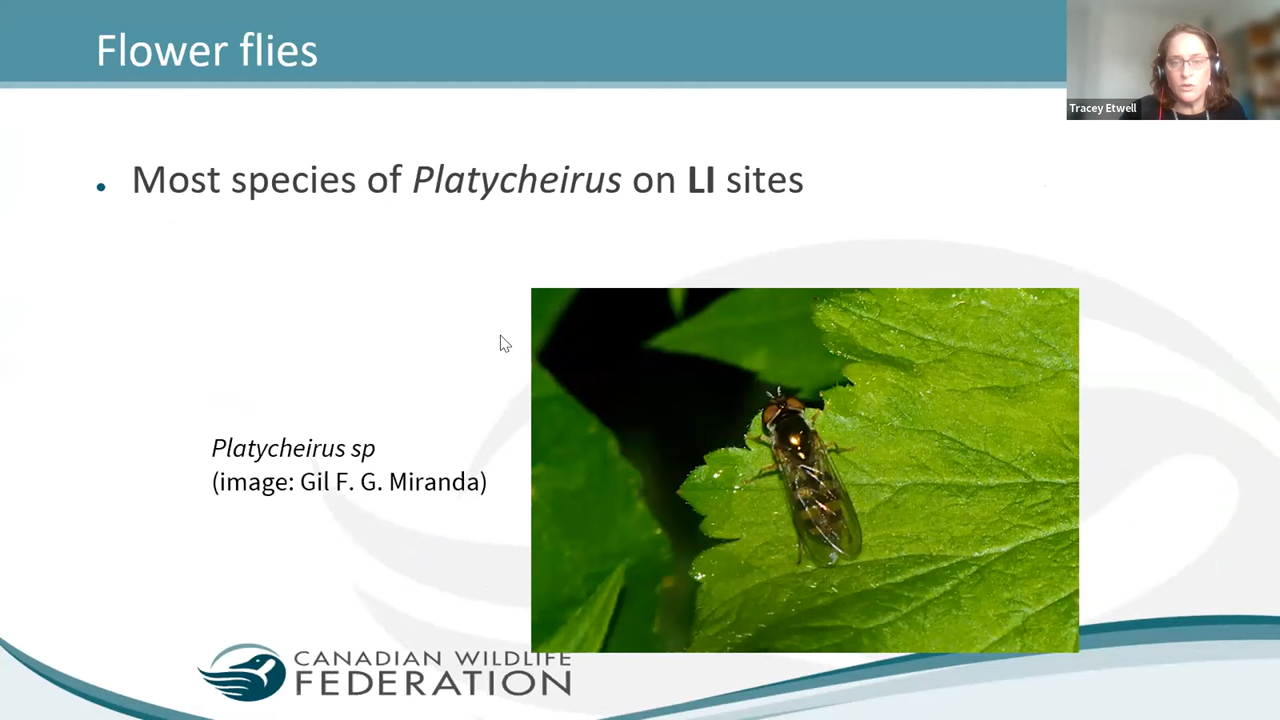 Flower flies
Tracey Etwell
• Most species of Platycheirus on LI sites
Platycheirus sp
(image: Gil F. G. Miranda)
CANADIAN WILDLIFE
FEDERATION